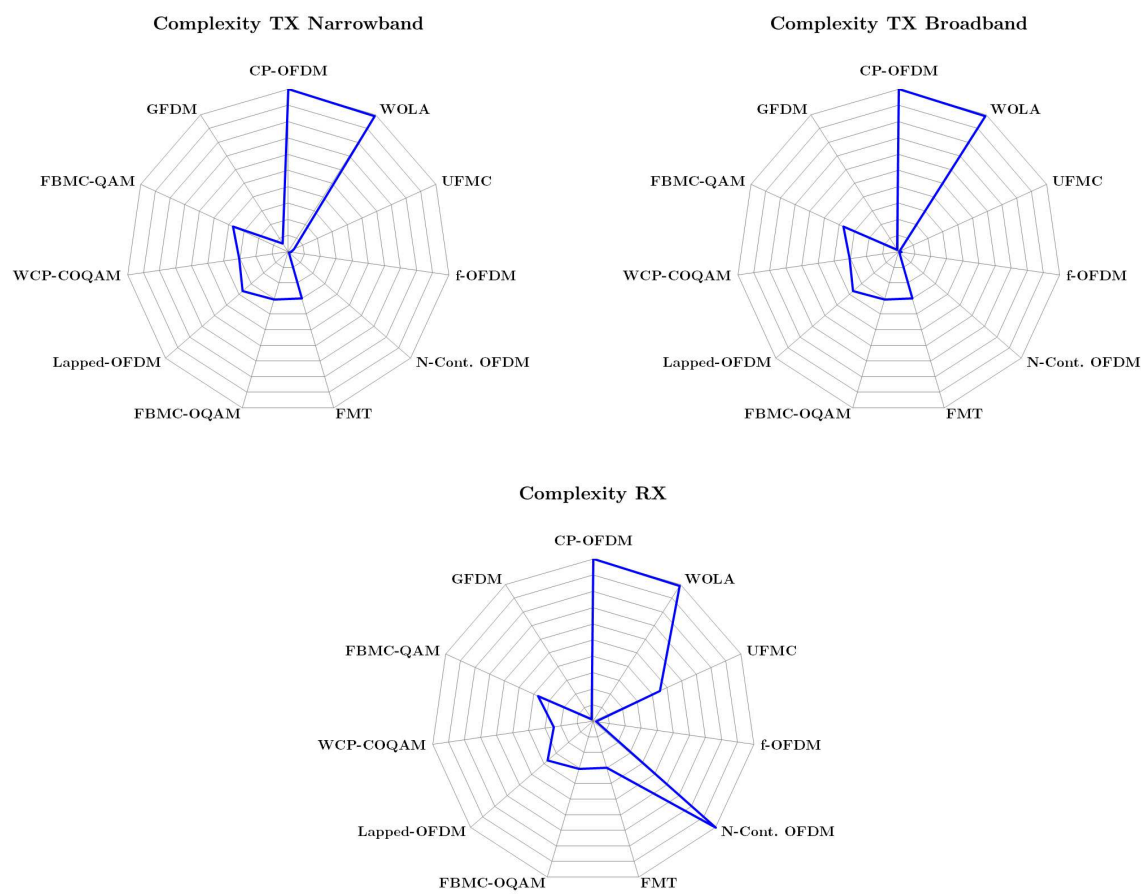 Complexity TX Narrowband
CP-OFDM
WOLA
UFMC
f-OFDM
N-Cont. OFDM
FMT
FBMC-OQAM
Lapped-OFDM
WCP-COQAM
FBMC-QAM
GFDM
Complexity TX Broadband
CP-OFDM
WOLA
UFMC
f-OFDM
N-Cont. OFDM
FMT
FBMC-OQAM
Lapped-OFDM
WCP-COQAM
FBMC-QAM
GFDM
Complexity RX
CP-OFDM
WOLA
UFMC
f-OFDM
N-Cont. OFDM
FMT
FBMC-OQAM
Lapped-OFDM
WCP-COQAM
FBMC-QAM
GFDM